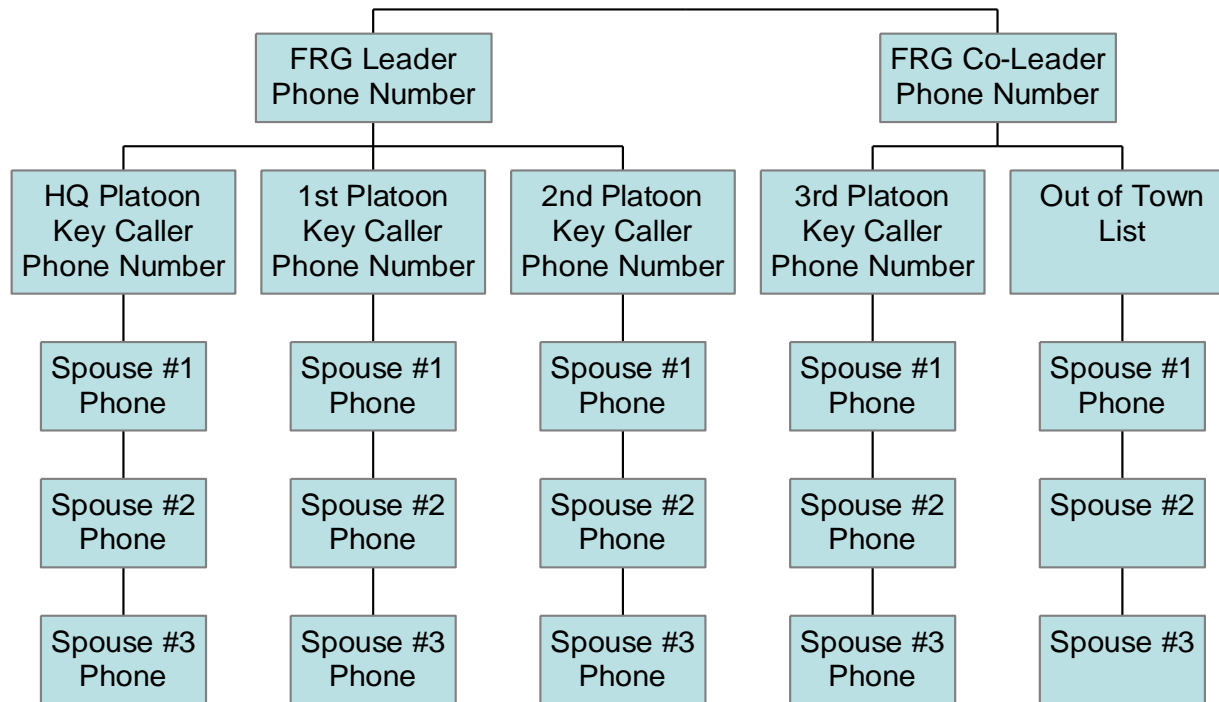 FRG Leader
Phone Number
FRG Co-Leader
Phone Number
HQ Platoon
Key Caller
Phone Number
1st Platoon
Key Caller
Phone Number
2nd Platoon
Key Caller
Phone Number
3rd Platoon
Key Caller
Phone Number
Out of Town
List
Spouse #1
Phone
Spouse #1
Phone
Spouse #1
Phone
Spouse #1
Phone
Spouse #1
Phone
Spouse #2
Phone
Spouse #2
Phone
Spouse #2
Phone
Spouse #2
Phone
Spouse #2
Spouse #3
Phone
Spouse #3
Phone
Spouse #3
Phone
Spouse #3
Phone
Spouse #3